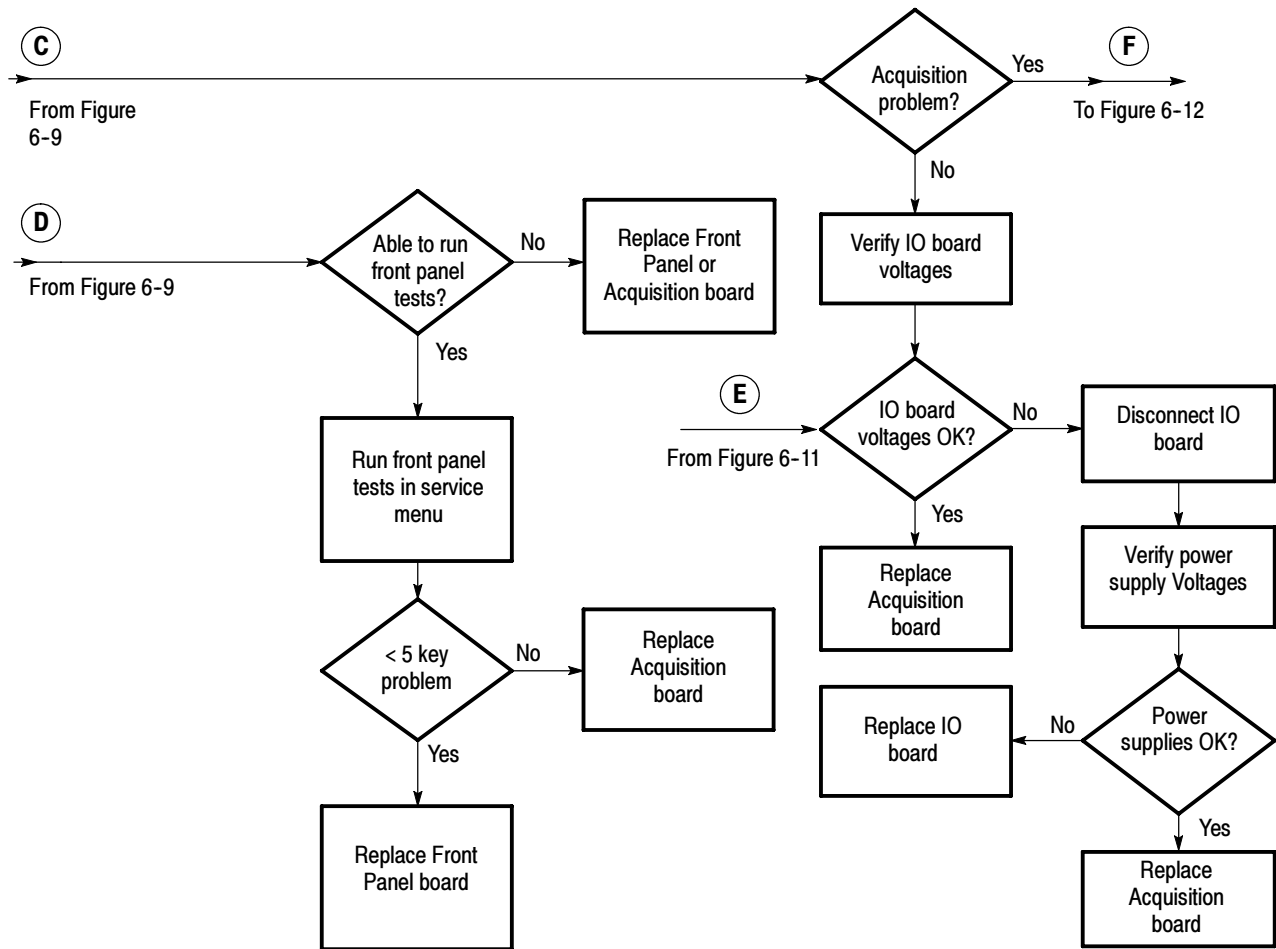 C
From Figure
6-9
Acquisition
problem?
Yes
F
To Figure 6-12
No
D
From Figure 6-9
Able to run
front panel
tests?
No
Replace Front
Panel or
Acquisition board
Verify IO board
voltages
Yes
E
From Figure 6-11
IO board
voltages OK?
No
Disconnect IO
board
Run front panel
tests in service
menu
Yes
Replace
Acquisition
board
Verify power
supply Voltages
< 5 key
problem
No
Replace
Acquisition
board
Replace IO
board
No
Power
supplies OK?
Yes
Replace Front
Panel board
Yes
Replace
Acquisition
board